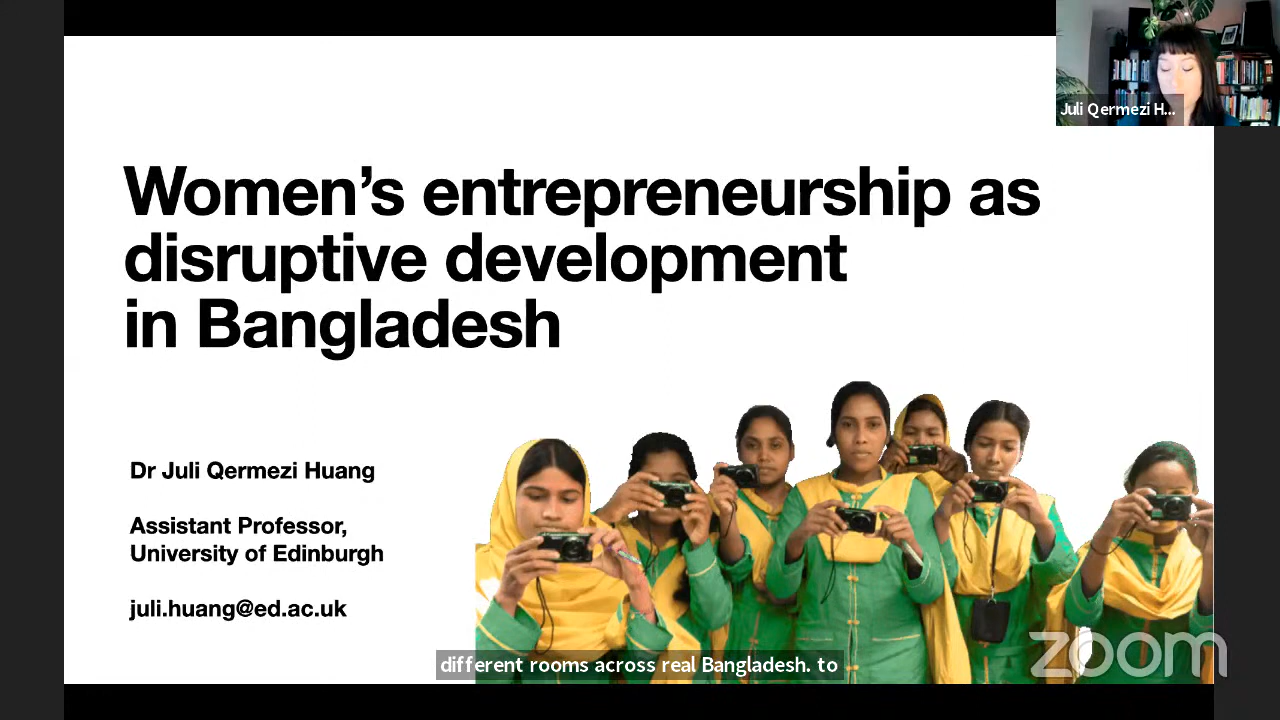 Juli Qermezi H...
Women’s entrepreneurship as
disruptive development
in Bangladesh
Dr Juli Qermezi Huang
Assistant Professor,
University of Edinburgh
juli.huang@ed.ac.uk
different rooms across real Bangladesh. to
zoom